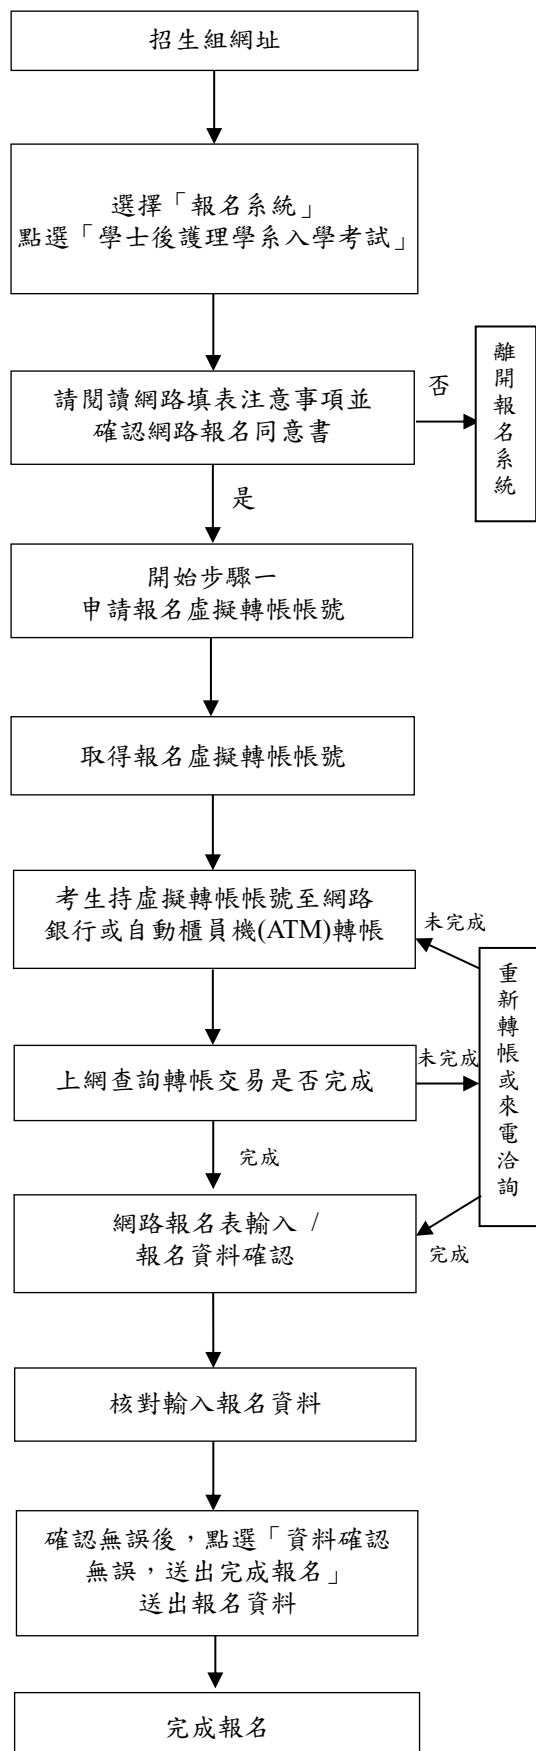 招生組網址
選擇「報名系統」
點選「學士後護理學系入學考試」
請閱讀網路填表注意事項並
確認網路報名同意書
否
離開報名系統
是
開始步驟一
申請報名虛擬轉帳帳號
取得報名虛擬轉帳帳號
考生持虛擬轉帳帳號至網路
銀行或自動櫃員機(ATM)轉帳
未完成
重新轉帳或來電洽詢
上網查詢轉帳交易是否完成
未完成
完成
網路報名表輸入 /
報名資料確認
完成
核對輸入報名資料
確認無誤後，點選「資料確認
無誤，送出完成報名」
送出報名資料
完成報名